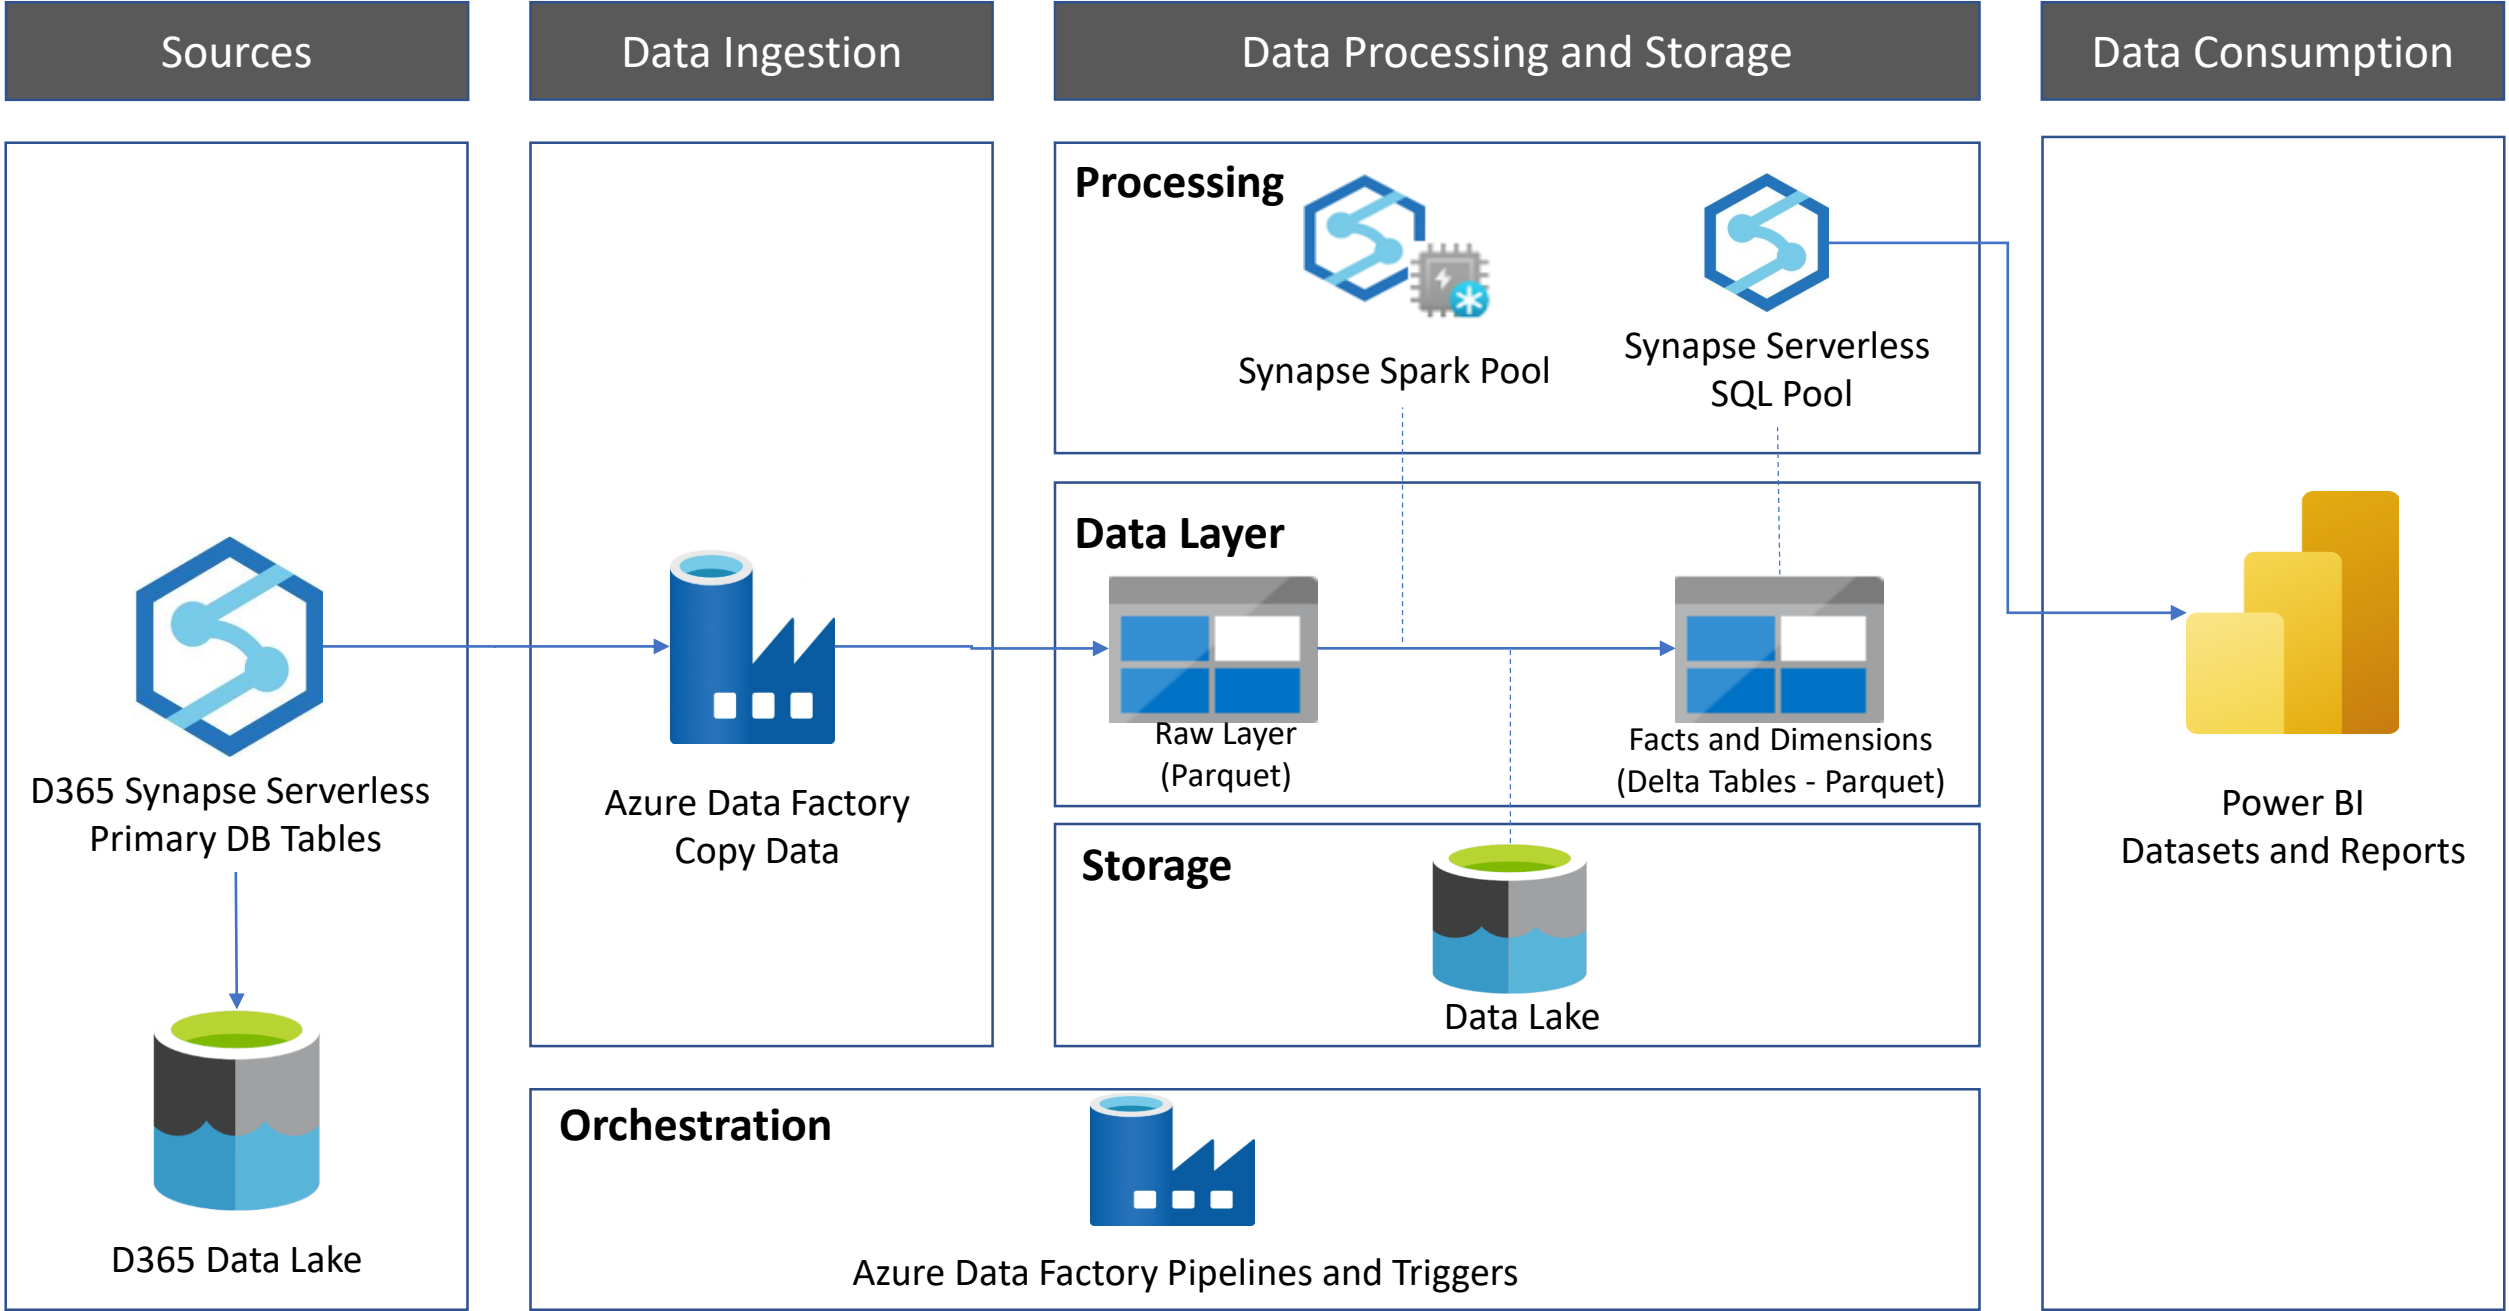 Sources
Data Ingestion
Data Processing and Storage
Data Consumption
D365 Synapse Serverless
Primary DB Tables
D365 Data Lake
Azure Data Factory
Copy Data
Processing
Synapse Spark Pool
Synapse Serverless
SQL Pool
Data Layer
Raw Layer
(Parquet)
Facts and Dimensions
(Delta Tables - Parquet)
Storage
Data Lake
Orchestration
Azure Data Factory Pipelines and Triggers
Power BI
Datasets and Reports